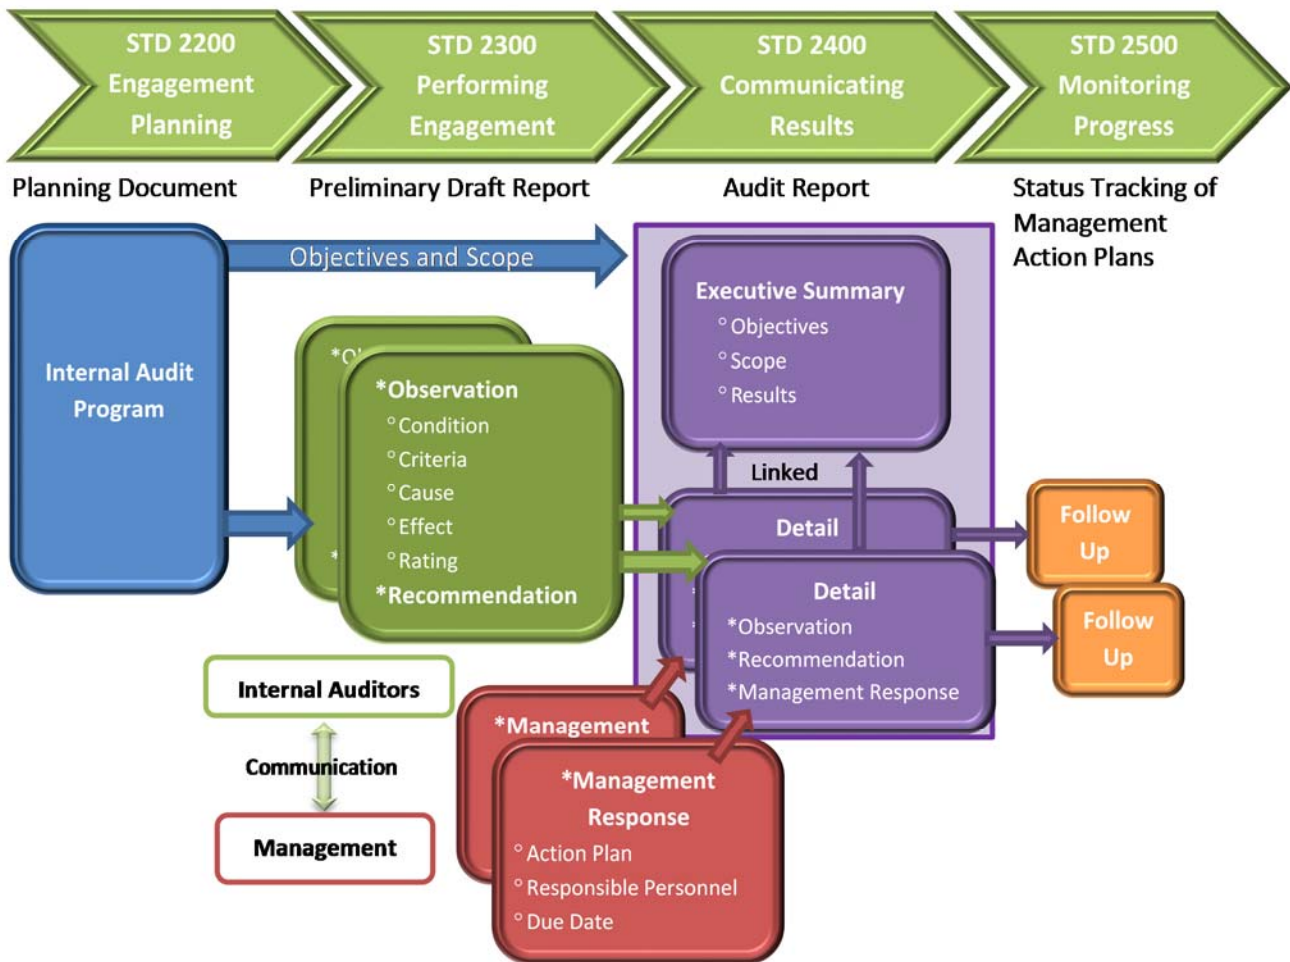 STD 2200
Engagement
Planning
STD 2300
Performing
Engagement
STD 2400
Communicating
Results
STD 2500
Monitoring
Progress
Planning Document
Preliminary Draft Report
Audit Report
Status Tracking of
Management
Action Plans
Objectives and Scope
Internal Audit
Program
*Observation
°Condition
°Criteria
°Cause
°Effect
°Rating
*Recommendation
Executive Summary
°Objectives
°Scope
°Results
Linked
Detail
Detail
*Observation
*Recommendation
*Management Response
Follow
Up
Follow
Up
Internal Auditors
Communication
Management
*Management
*Management
Response
°Action Plan
°Responsible Personnel
°Due Date